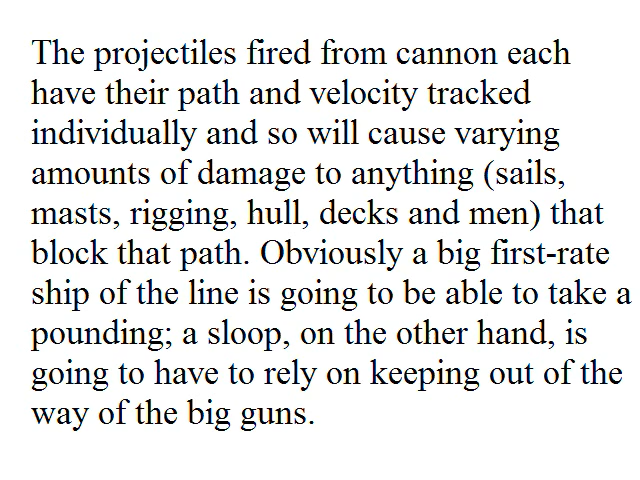 The projectiles fired from cannon each
have their path and velocity tracked
individually and so will cause varying
amounts of damage to anything (sails,
masts, rigging, hull, decks and men) that
block that path. Obviously a big first-rate
ship of the line is going to be able to take a
pounding; a sloop, on the other hand, is
going to have to rely on keeping out of the
way of the big guns.